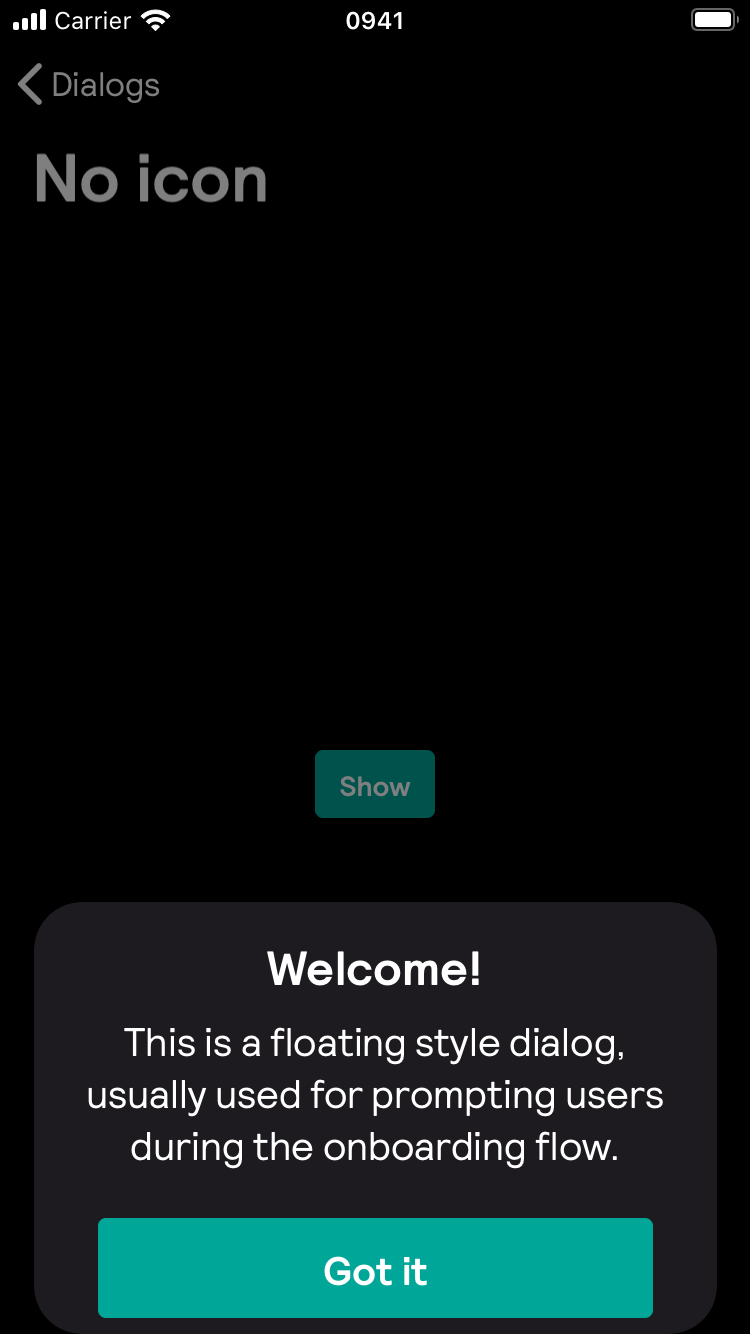 Carrier 0941
Dialogs
No icon
Show
Welcome!
This is a floating style dialog,
usually used for prompting users
during the onboarding flow.
Got it